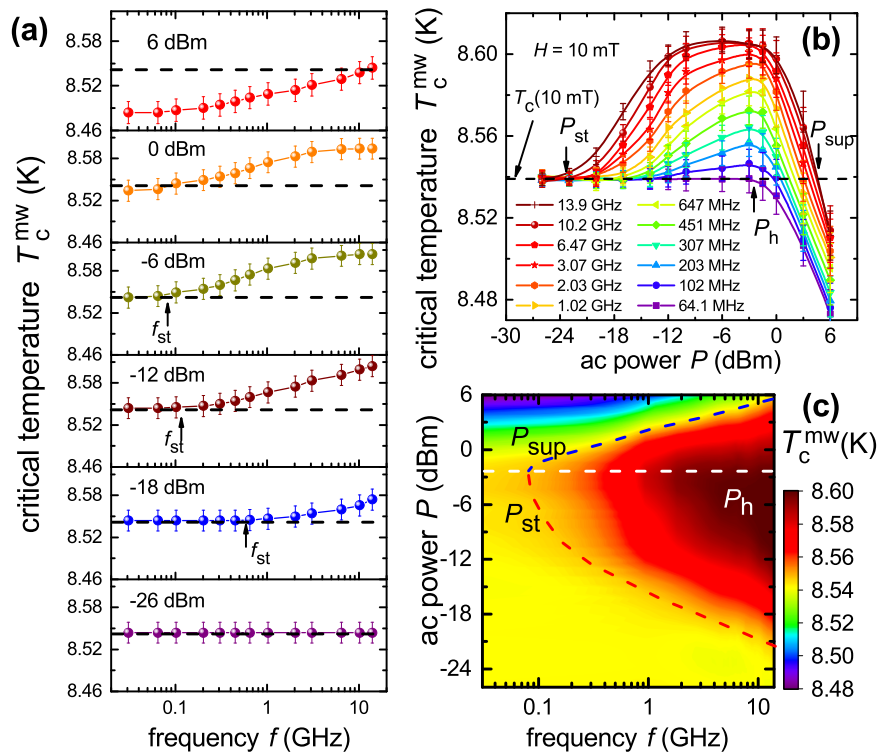 (a)
critical temperature T_c^mw (K)
8.58
6 dBm
8.52
8.46
8.58
0 dBm
8.52
8.46
8.58
-6 dBm
8.52
f_st
8.46
8.58
-12 dBm
8.52
f_st
8.46
8.58
-18 dBm
8.52
f_st
8.46
8.58
-26 dBm
8.52
8.46
0.1 1 10
frequency f (GHz)
(b)
critical temperature T_c^mw (K)
8.60
8.56
8.52
8.48
H = 10 mT
T_c(10 mT)
P_st
P_sup
P_h
13.9 GHz
10.2 GHz
6.47 GHz
3.07 GHz
2.03 GHz
1.02 GHz
647 MHz
451 MHz
307 MHz
203 MHz
102 MHz
64.1 MHz
-30 -24 -18 -12 -6 0 6
ac power P (dBm)
(c)
ac power P (dBm)
6
0
-6
-12
-18
-24
P_sup
P_st
P_h
0.1 1 10
frequency f (GHz)
T_c^mw(K)
8.60
8.58
8.56
8.54
8.52
8.50
8.48